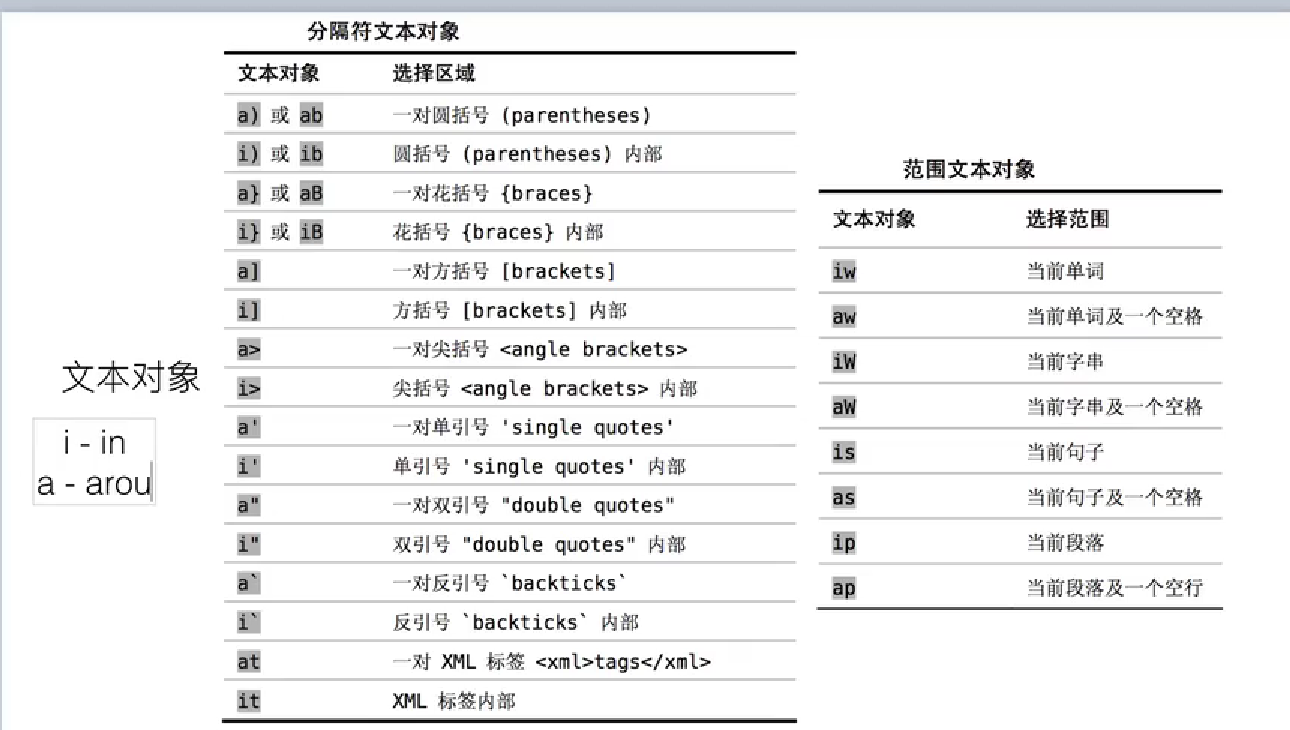 文本对象
i - in
a - arou
分隔符文本对象
文本对象 选择区域
a) 或 ab 一对圆括号 (parentheses)
i) 或 ib 圆括号 (parentheses) 内部
a} 或 aB 一对花括号 {braces}
i} 或 iB 花括号 {braces} 内部
a] 一对方括号 [brackets]
i] 方括号 [brackets] 内部
a> 一对尖括号 <angle brackets>
i> 尖括号 <angle brackets> 内部
a' 一对单引号 'single quotes'
i' 单引号 'single quotes' 内部
a" 一对双引号 "double quotes"
i" 双引号 "double quotes" 内部
a` 一对反引号 `backticks`
i` 反引号 `backticks` 内部
at 一对 XML 标签 <xml>tags</xml>
it XML 标签内部
范围文本对象
文本对象 选择范围
iw 当前单词
aw 当前单词及一个空格
iW 当前字串
aW 当前字串及一个空格
is 当前句子
as 当前句子及一个空格
ip 当前段落
ap 当前段落及一个空行